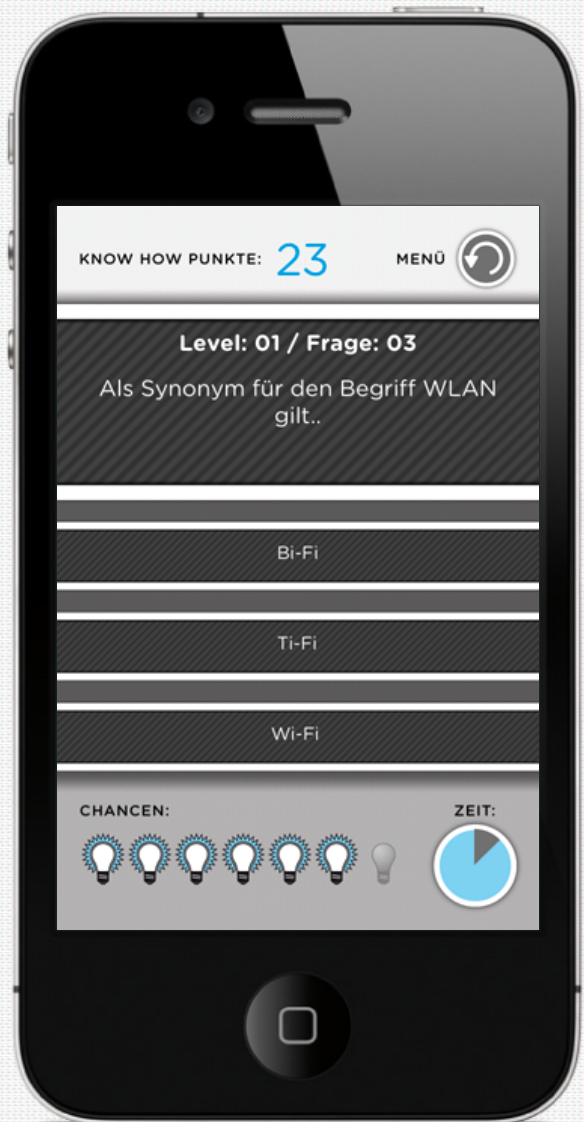 KNOW HOW PUNKTE: 23
MENÜ
Level: 01 / Frage: 03
Als Synonym für den Begriff WLAN
gilt..
Bi-Fi
Ti-Fi
Wi-Fi
CHANCEN:
ZEIT: